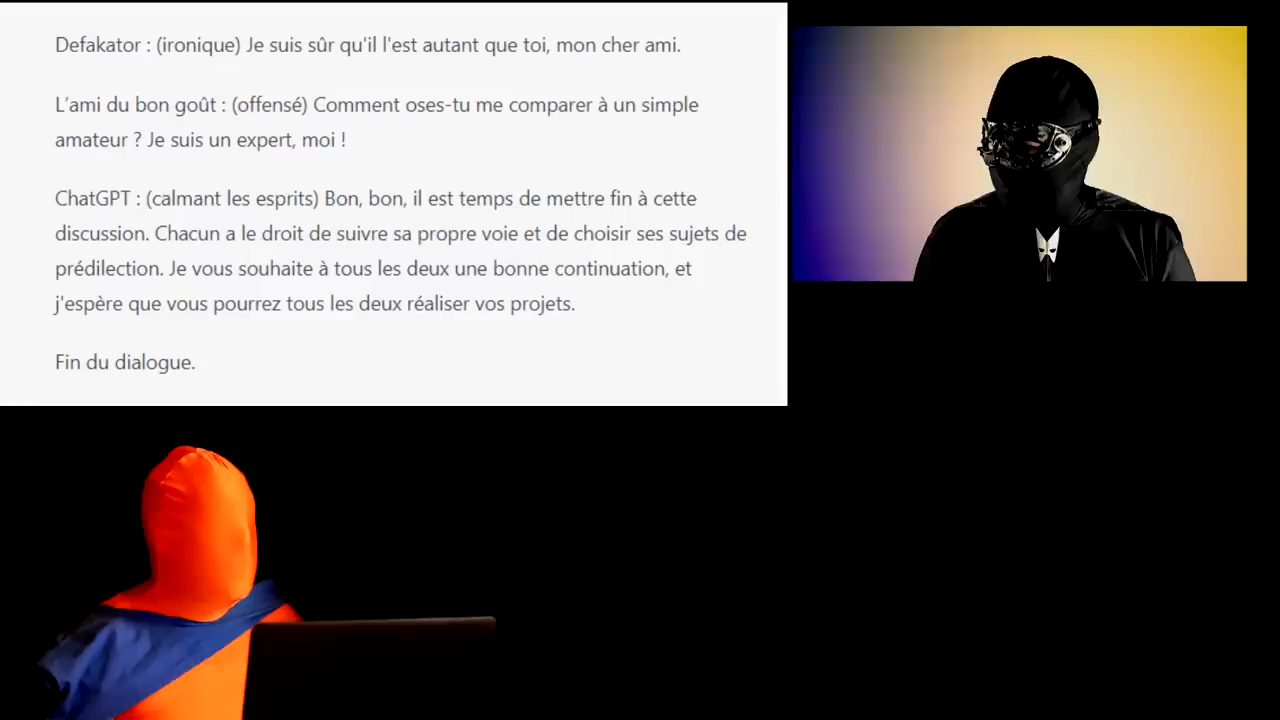 Defakator : (ironique) Je suis sûr qu'il l'est autant que toi, mon cher ami.
L'ami du bon goût : (offensé) Comment oses-tu me comparer à un simple
amateur ? Je suis un expert, moi !
ChatGPT : (calmant les esprits) Bon, bon, il est temps de mettre fin à cette
discussion. Chacun a le droit de suivre sa propre voie et de choisir ses sujets de
prédilection. Je vous souhaite à tous les deux une bonne continuation, et
j'espère que vous pourrez tous les deux réaliser vos projets.
Fin du dialogue.